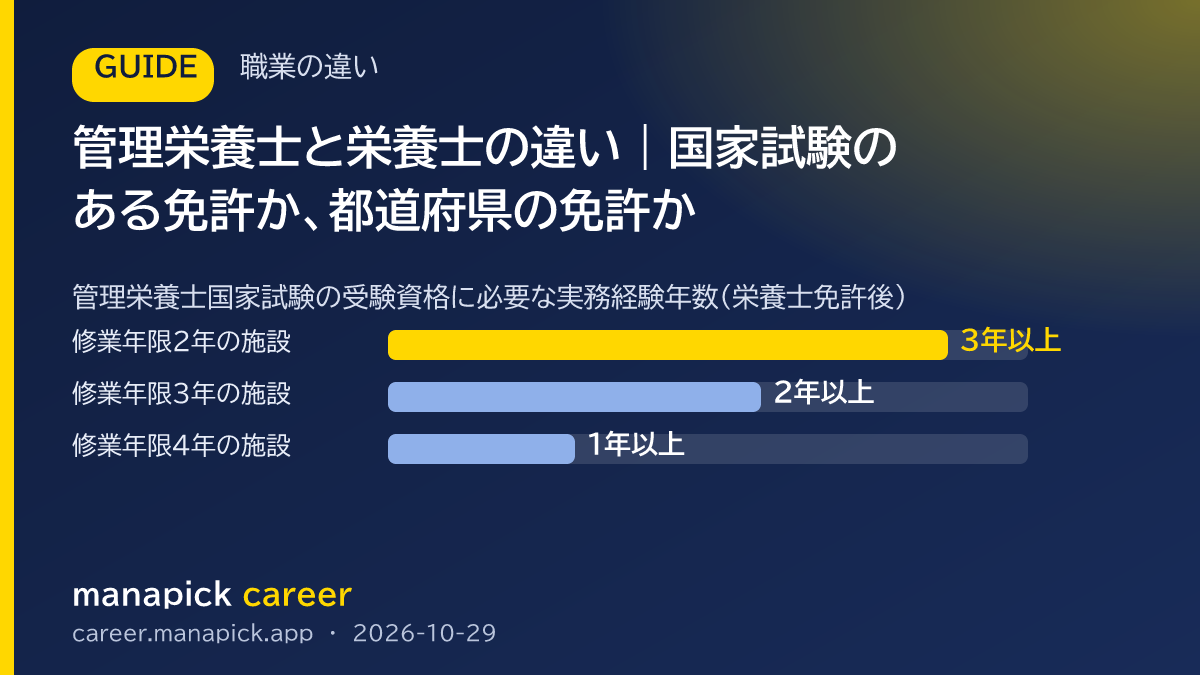 GUIDE 職業の違い
管理栄養士と栄養士の違い｜国家試験の
ある免許か、都道府県の免許か
管理栄養士国家試験の受験資格に必要な実務経験年数（栄養士免許後）
修業年限2年の施設 3年以上
修業年限3年の施設 2年以上
修業年限4年の施設 1年以上
manapick career
career.manapick.app ・ 2026-10-29